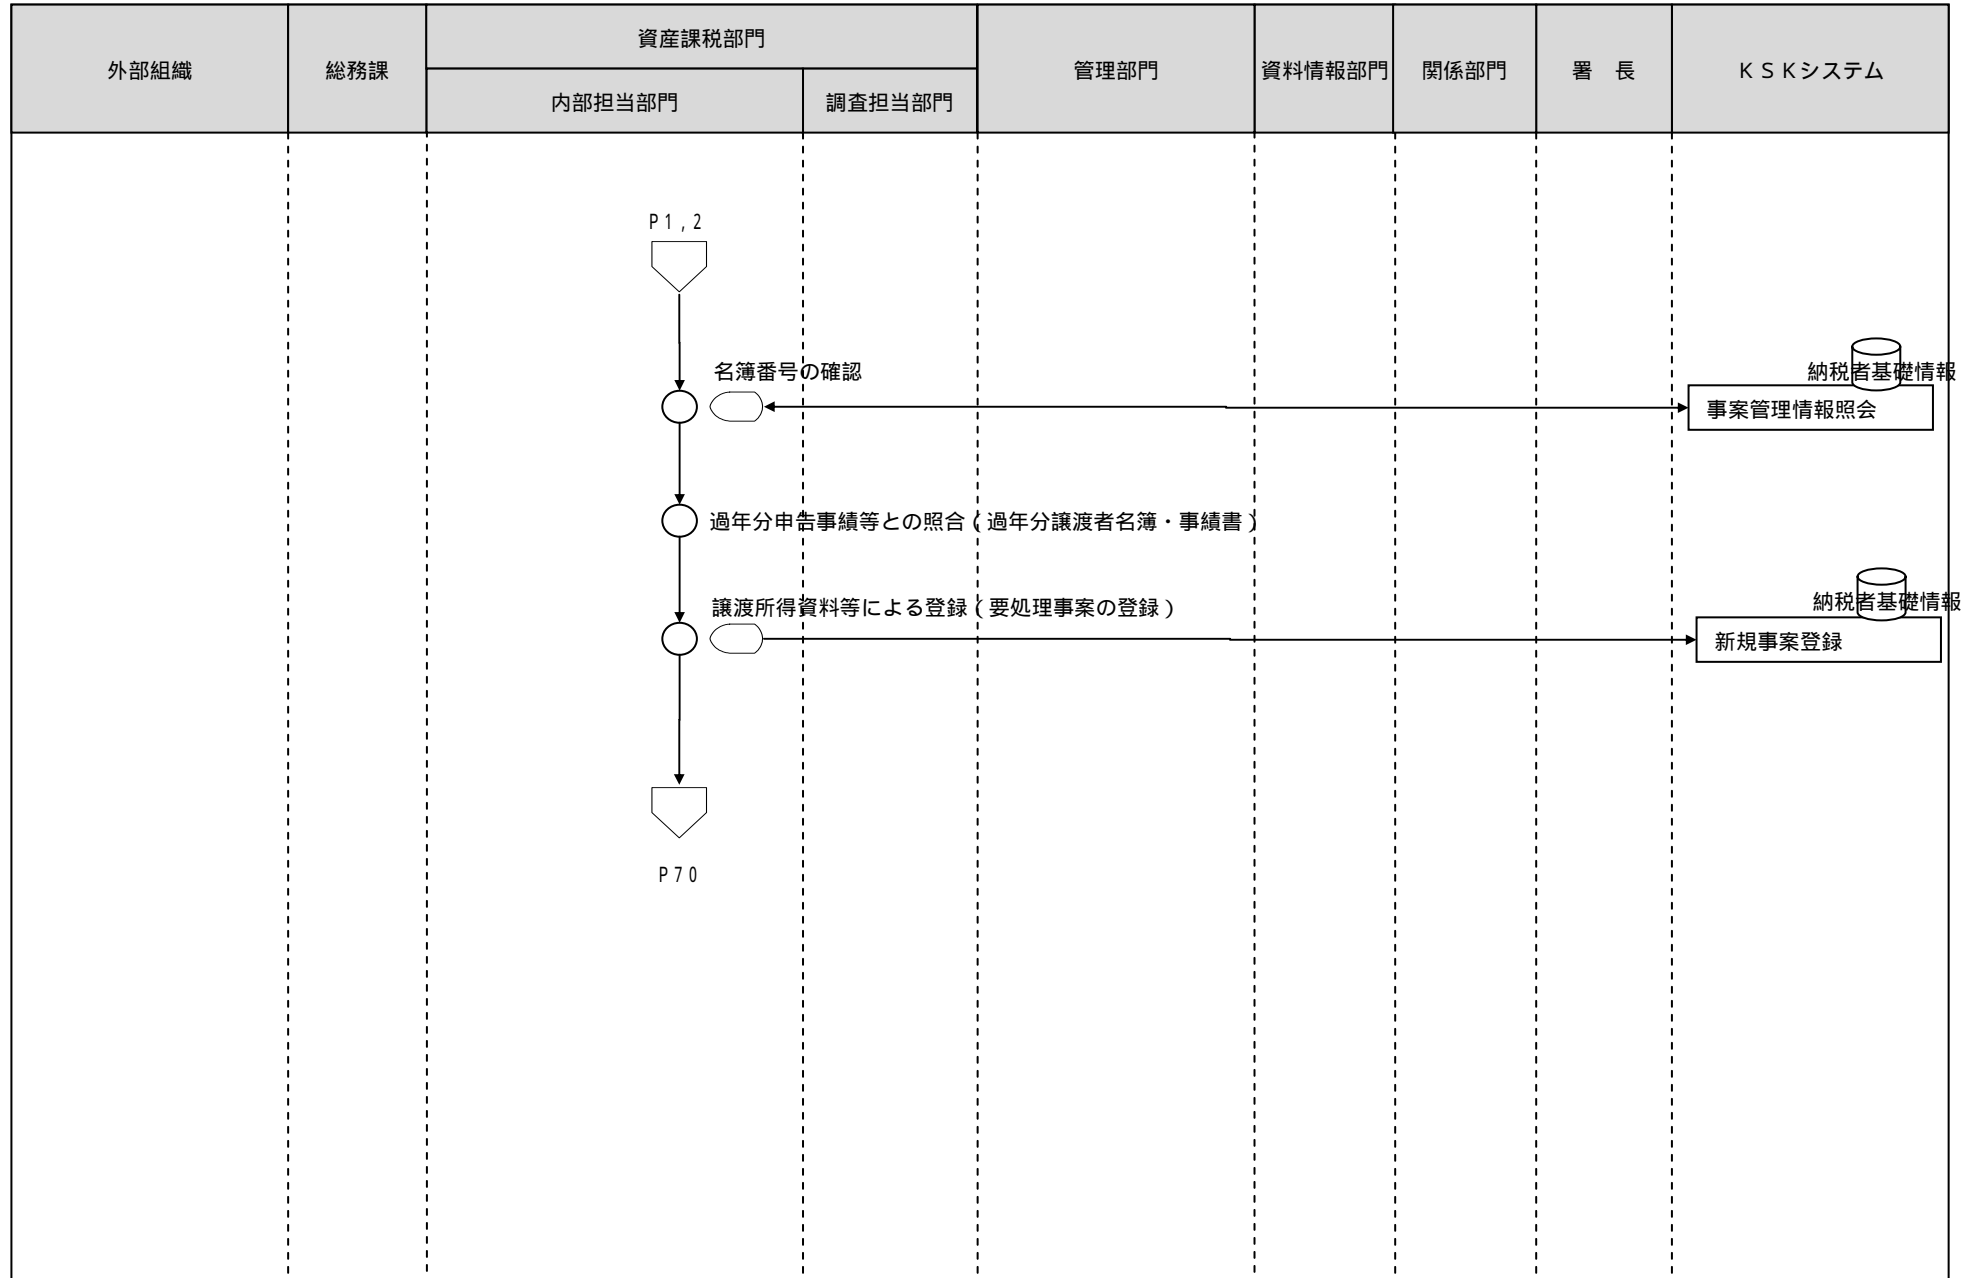 外部組織
総務課
資産課税部門
内部担当部門
調査担当部門
管理部門
資料情報部門
関係部門
署　長
ＫＳＫシステム
P1,2
名簿番号の確認
納税者基礎情報
事案管理情報照会
過年分申告事績等との照合（過年分譲渡者名簿・事績書）
譲渡所得資料等による登録（要処理事案の登録）
納税者基礎情報
新規事案登録
P70